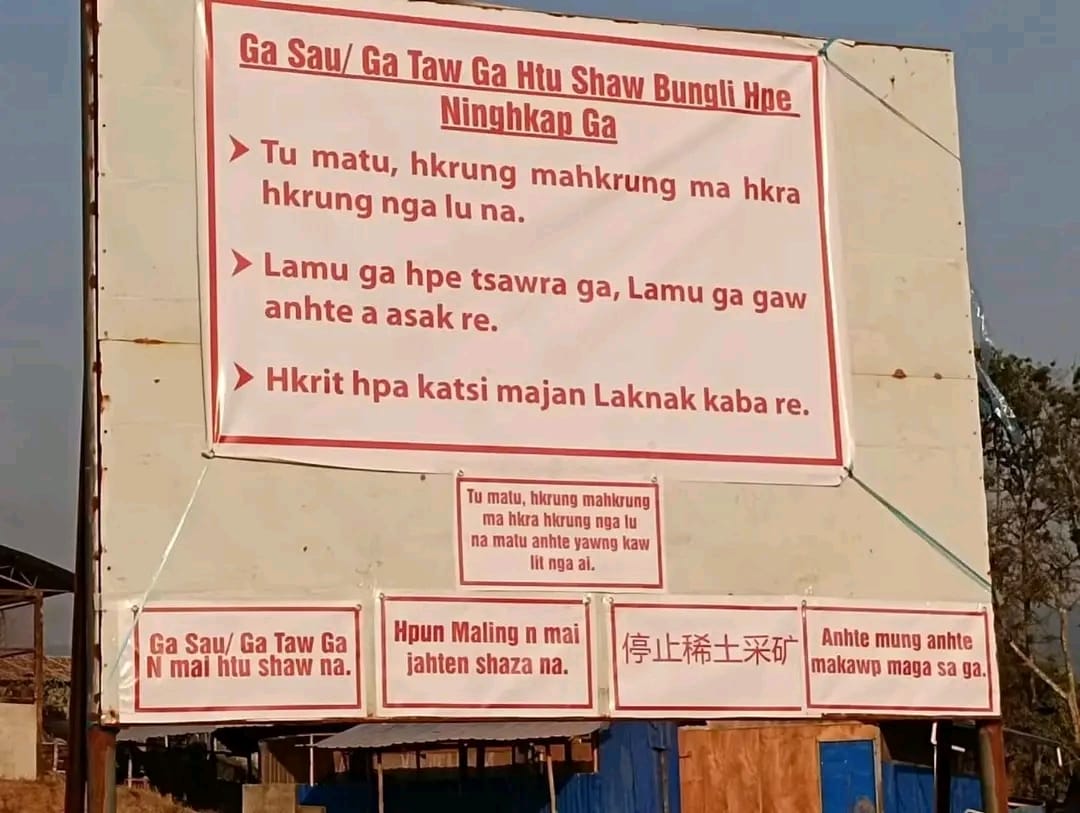 Ga Sau/ Ga Taw Ga Htu Shaw Bungli Hpe
Ninghkap Ga
Tu matu, hkrung mahkrung ma hkra
hkrung nga lu na.
Lamu ga hpe tsawra ga, Lamu ga gaw
anhte a asak re.
Hkrit hpa katsi majan Laknak kaba re.
Tu matu, hkrung mahkrung
ma hkra hkrung nga lu
na matu anhte yawng kaw
lit nga ai.
Ga Sau/ Ga Taw Ga
N mai htu shaw na.
Hpun Maling n mai
jahten shaza na.
停止稀土采矿
Anhte mung anhte
makawp maga sa ga.